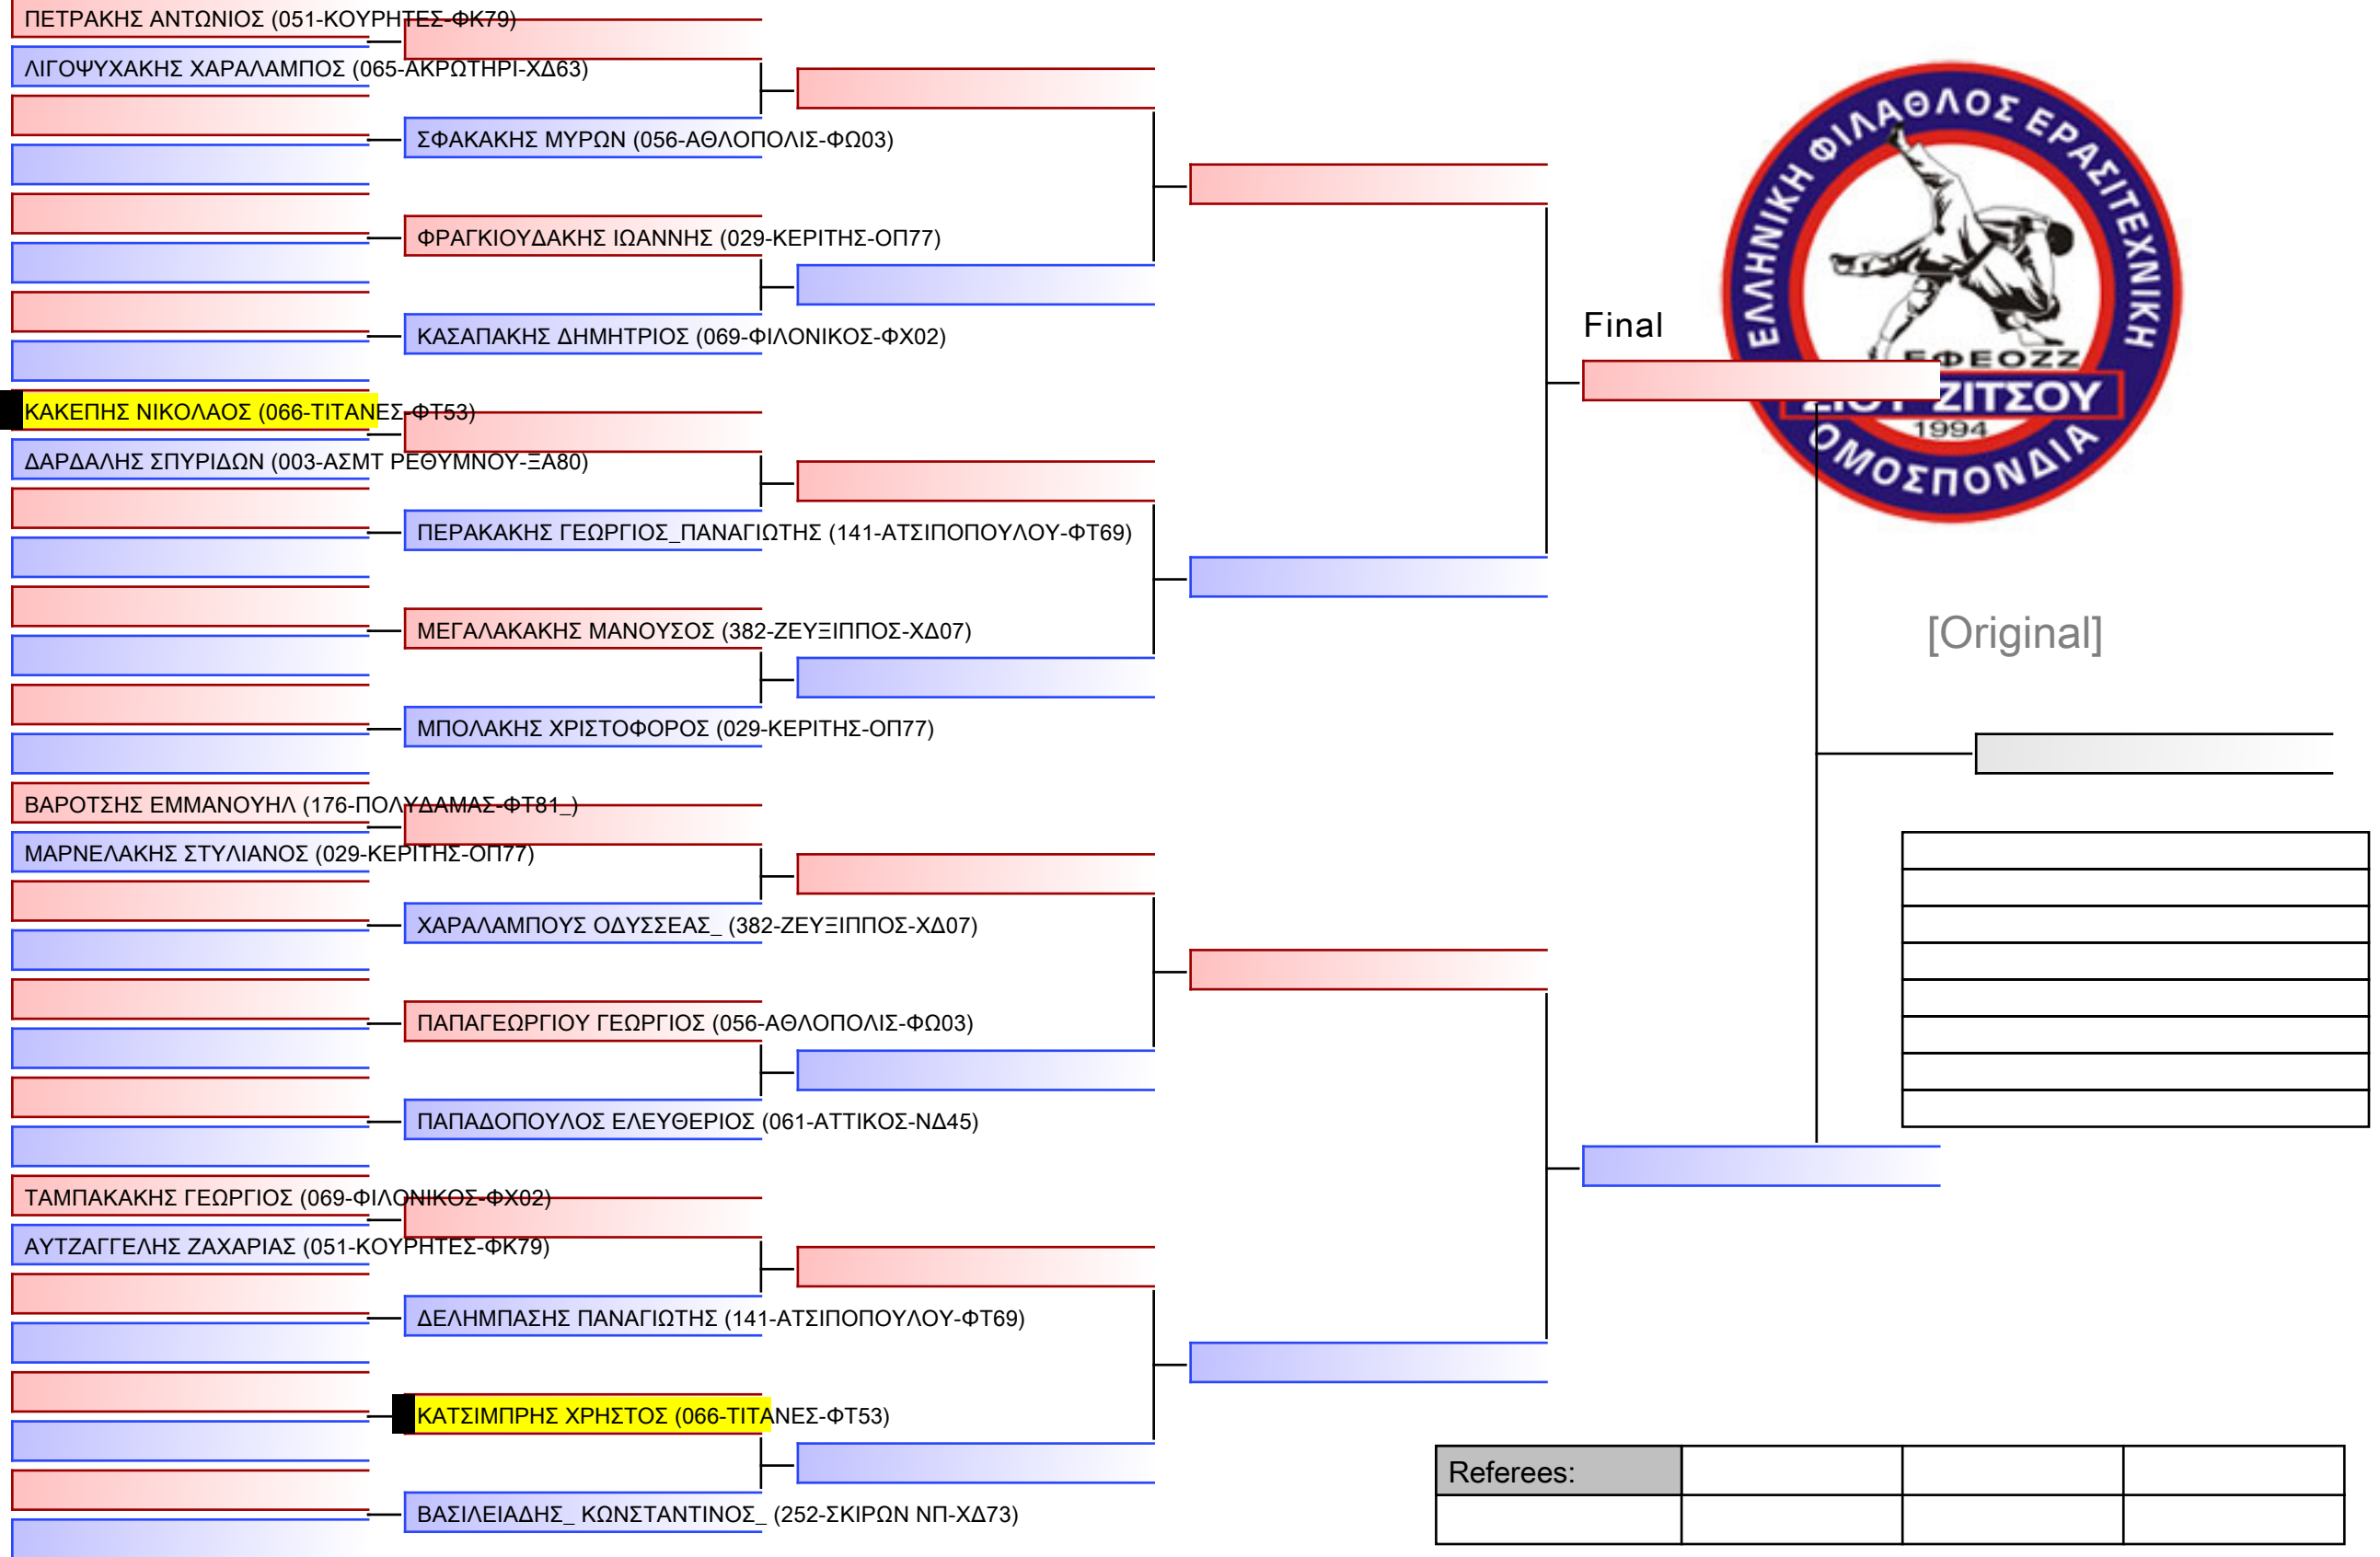 ΠΕΤΡΑΚΗΣ ΑΝΤΩΝΙΟΣ (051-ΚΟΥΡΗΤΕΣ-ΦΚ79)
ΛΙΓΟΨΥΧΑΚΗΣ ΧΑΡΑΛΑΜΠΟΣ (065-ΑΚΡΩΤΗΡΙ-ΧΔ63)
ΣΦΑΚΑΚΗΣ ΜΥΡΩΝ (056-ΑΘΛΟΠΟΛΙΣ-ΦΩ03)
ΦΡΑΓΚΙΟΥΔΑΚΗΣ ΙΩΑΝΝΗΣ (029-ΚΕΡΙΤΗΣ-ΟΠ77)
ΚΑΣΑΠΑΚΗΣ ΔΗΜΗΤΡΙΟΣ (069-ΦΙΛΟΝΙΚΟΣ-ΦΧ02)
ΚΑΚΕΠΗΣ ΝΙΚΟΛΑΟΣ (066-ΤΙΤΑΝΕΣ-ΦΤ53)
ΔΑΡΔΑΛΗΣ ΣΠΥΡΙΔΩΝ (003-ΑΣΜΤ ΡΕΘΥΜΝΟΥ-ΞΑ80)
ΠΕΡΑΚΑΚΗΣ ΓΕΩΡΓΙΟΣ_ΠΑΝΑΓΙΩΤΗΣ (141-ΑΤΣΙΠΟΠΟΥΛΟΥ-ΦΤ69)
ΜΕΓΑΛΑΚΑΚΗΣ ΜΑΝΟΥΣΟΣ (382-ΖΕΥΞΙΠΠΟΣ-ΧΔ07)
ΜΠΟΛΑΚΗΣ ΧΡΙΣΤΟΦΟΡΟΣ (029-ΚΕΡΙΤΗΣ-ΟΠ77)
ΒΑΡΟΤΣΗΣ ΕΜΜΑΝΟΥΗΛ (176-ΠΟΛΥΔΑΜΑΣ-ΦΤ81_)
ΜΑΡΝΕΛΑΚΗΣ ΣΤΥΛΙΑΝΟΣ (029-ΚΕΡΙΤΗΣ-ΟΠ77)
ΧΑΡΑΛΑΜΠΟΥΣ ΟΔΥΣΣΕΑΣ_ (382-ΖΕΥΞΙΠΠΟΣ-ΧΔ07)
ΠΑΠΑΓΕΩΡΓΙΟΥ ΓΕΩΡΓΙΟΣ (056-ΑΘΛΟΠΟΛΙΣ-ΦΩ03)
ΠΑΠΑΔΟΠΟΥΛΟΣ ΕΛΕΥΘΕΡΙΟΣ (061-ΑΤΤΙΚΟΣ-ΝΔ45)
ΤΑΜΠΑΚΑΚΗΣ ΓΕΩΡΓΙΟΣ (069-ΦΙΛΟΝΙΚΟΣ-ΦΧ02)
ΑΥΤΖΑΓΓΕΛΗΣ ΖΑΧΑΡΙΑΣ (051-ΚΟΥΡΗΤΕΣ-ΦΚ79)
ΔΕΛΗΜΠΑΣΗΣ ΠΑΝΑΓΙΩΤΗΣ (141-ΑΤΣΙΠΟΠΟΥΛΟΥ-ΦΤ69)
ΚΑΤΣΙΜΠΡΗΣ ΧΡΗΣΤΟΣ (066-ΤΙΤΑΝΕΣ-ΦΤ53)
ΒΑΣΙΛΕΙΑΔΗΣ_ ΚΩΝΣΤΑΝΤΙΝΟΣ_ (252-ΣΚΙΡΩΝ ΝΠ-ΧΔ73)
Final
ΕΛΛΗΝΙΚΗ ΦΙΛΑΘΛΟΣ ΕΡΑΣΙΤΕΧΝΙΚΗ
ΕΦΕΟΖΖ
ΖΙΤΣΟΥ
1994
ΟΜΟΣΠΟΝΔΙΑ
[Original]
Referees: